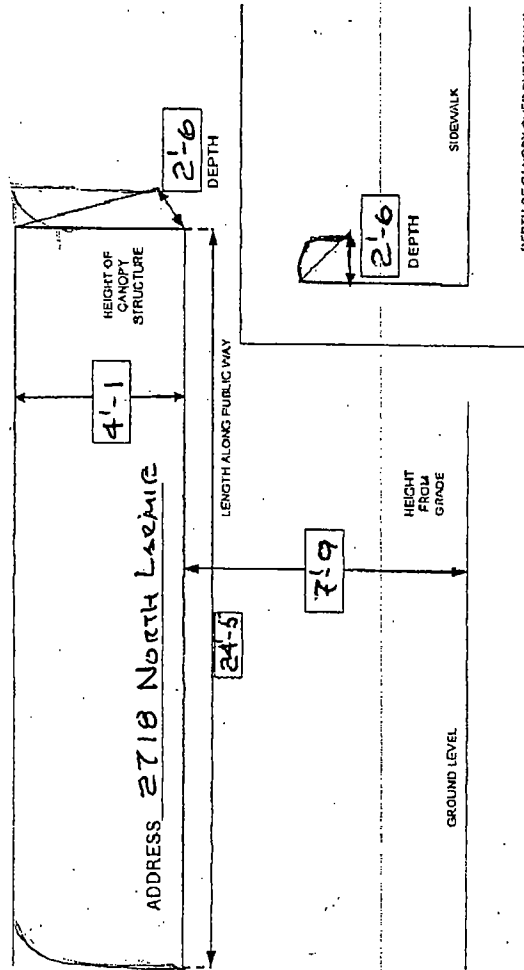 ADDRESS 2718 NORTH LARAMIE
4'-1
HEIGHT OF
CANOPY
STRUCTURE
2'-6
DEPTH
LENGTH ALONG PUBLIC WAY
24'-5
7'-9
HEIGHT
FROM
GRADE
GROUND LEVEL
2'-6
DEPTH
SIDEWALK